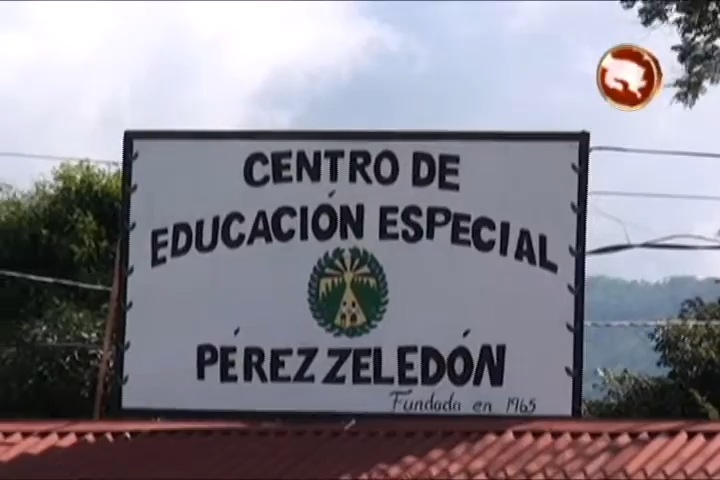 CENTRO DE
EDUCACIÓN ESPECIAL
PÉREZ ZELEDÓN
Fundada en 1965